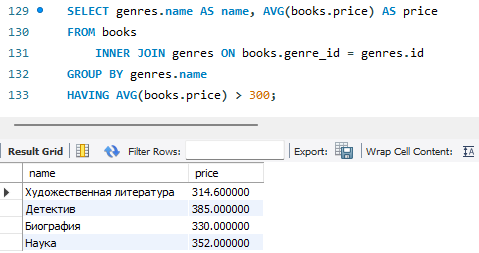 129 SELECT genres.name AS name, AVG(books.price) AS price
130 FROM books
131 INNER JOIN genres ON books.genre_id = genres.id
132 GROUP BY genres.name
133 HAVING AVG(books.price) > 300;
Result Grid Filter Rows: Export: Wrap Cell Content:
name price
Художественная литература 314.600000
Детектив 385.000000
Биография 330.000000
Наука 352.000000